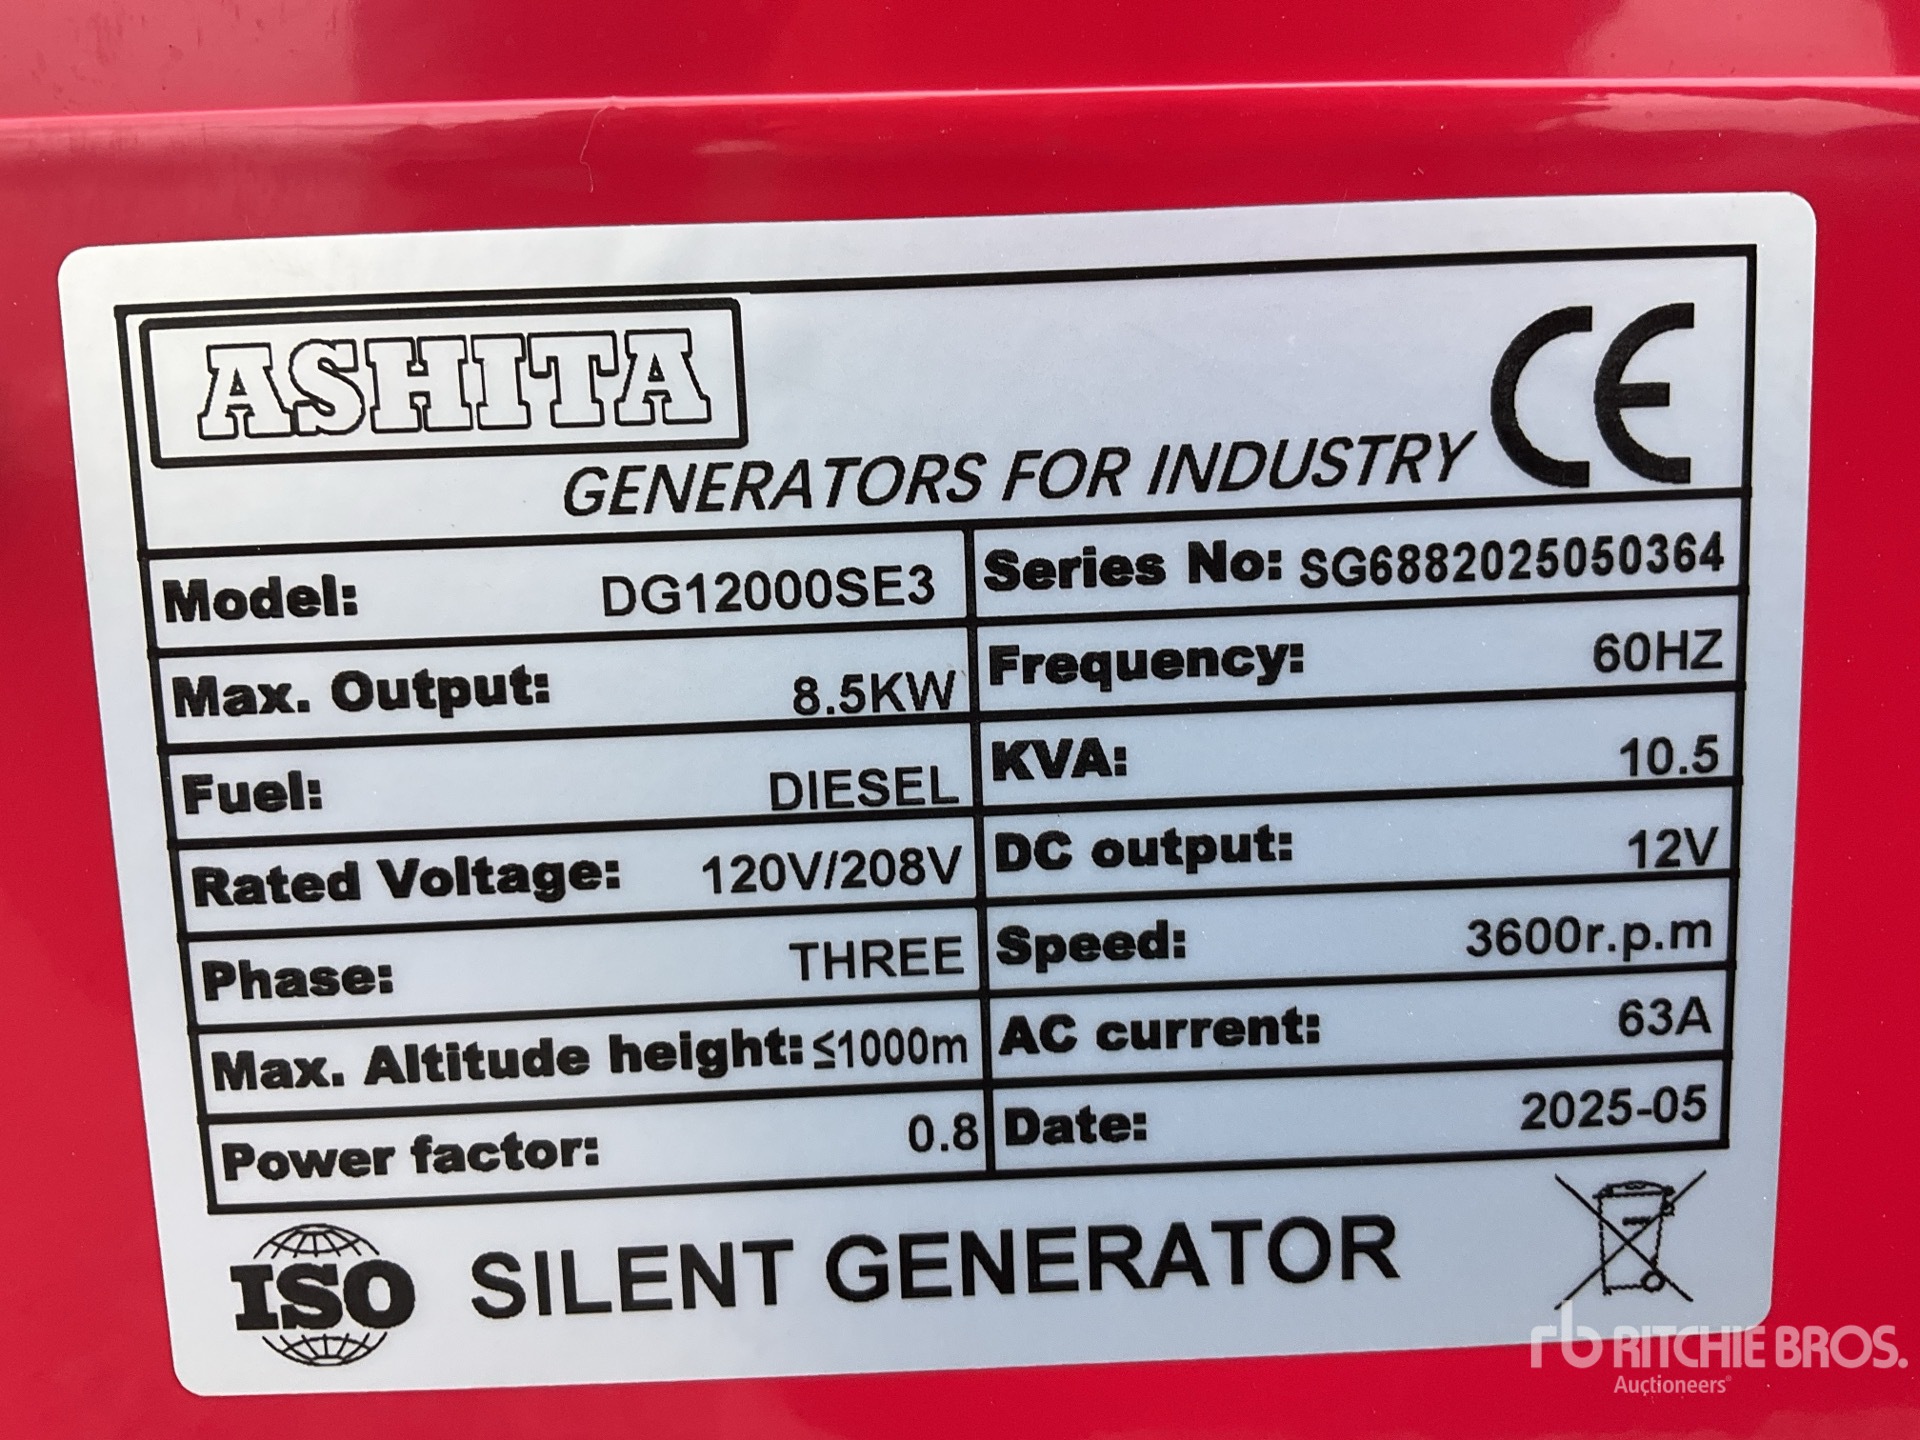 ASHITA
CE
GENERATORS FOR INDUSTRY
Model: DG12000SE3 Series No: SG6882025050364
Max. Output: 8.5KW Frequency: 60HZ
Fuel: DIESEL KVA: 10.5
Rated Voltage: 120V/208V DC output: 12V
Phase: THREE Speed: 3600r.p.m
Max. Altitude height: ≤1000m AC current: 63A
Power factor: 0.8 Date: 2025-05
ISO SILENT GENERATOR
rb RITCHIE BROS.
Auctioneers®